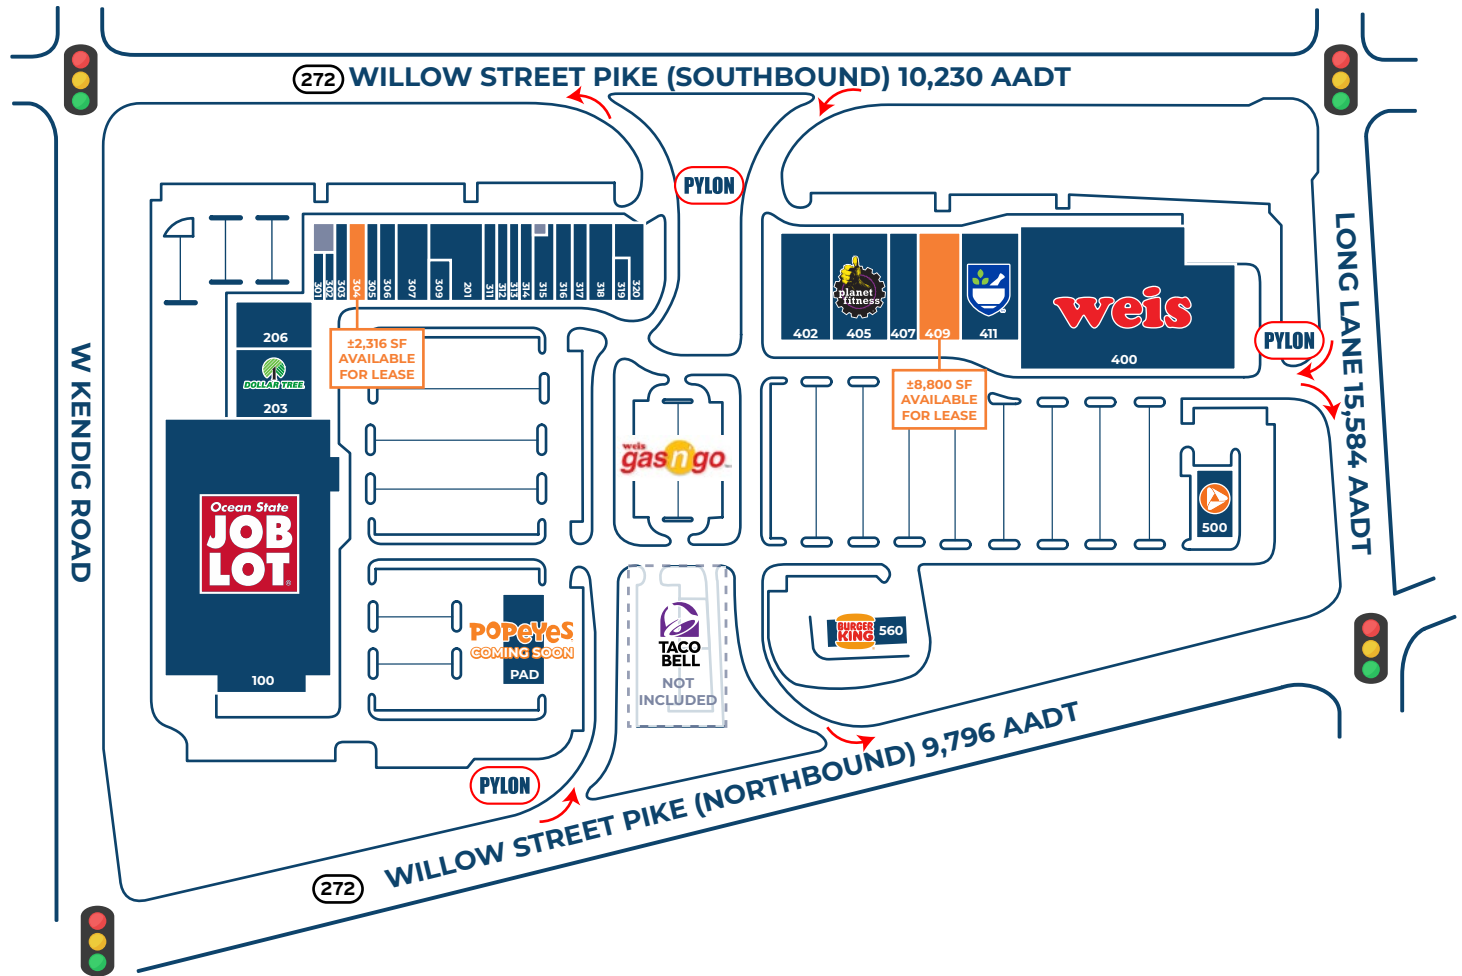 272 WILLOW STREET PIKE (SOUTHBOUND) 10,230 AADT
PYLON
W KENDIG ROAD
LONG LANE 15,584 AADT
301
302
303
304
305
306
307
309
201
311
312
313
314
315
316
317
318
319
320
206
±2,316 SF
AVAILABLE
FOR LEASE
DOLLAR TREE
203
402
planet
fitness
405
407
409
411
weis
400
±8,800 SF
AVAILABLE
FOR LEASE
PYLON
weis
gas n' go
Ocean State
JOB
LOT
100
500
POPEYES
COMING SOON
PAD
TACO
BELL
NOT
INCLUDED
BURGER
KING
560
PYLON
272 WILLOW STREET PIKE (NORTHBOUND) 9,796 AADT